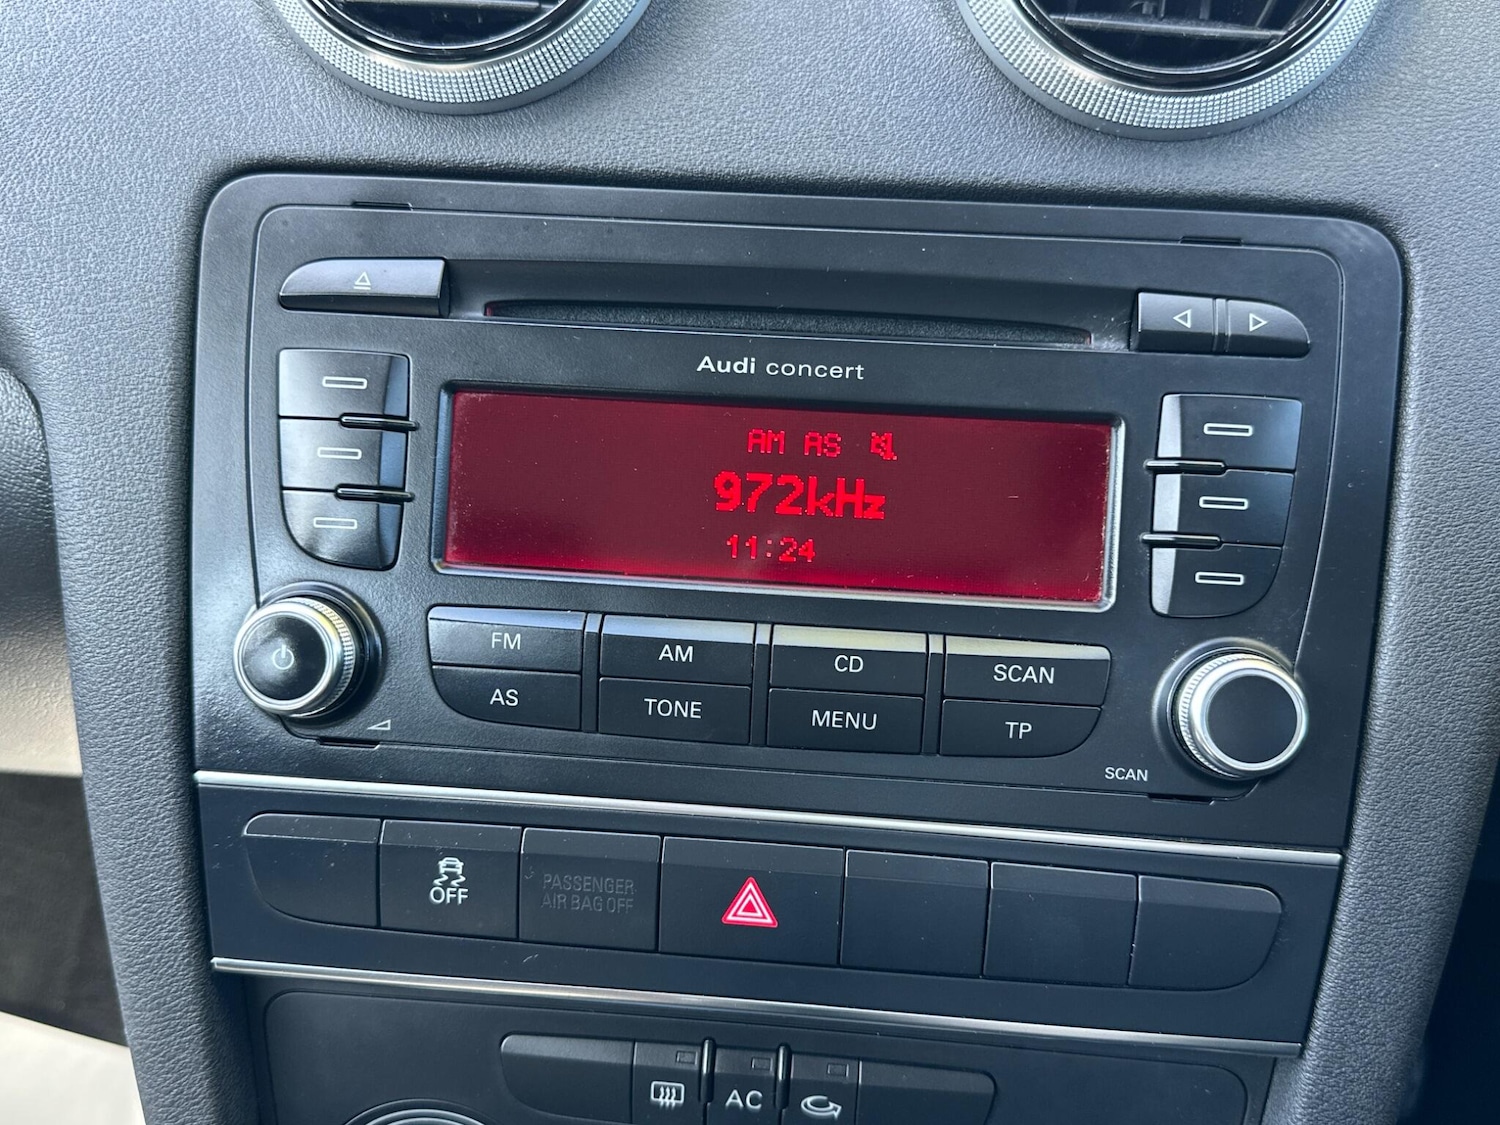 Audi concert
AM AS
972kHz
11:24
FM AM CD SCAN
AS TONE MENU TP
SCAN
OFF
PASSENGER
AIR BAG OFF
AC